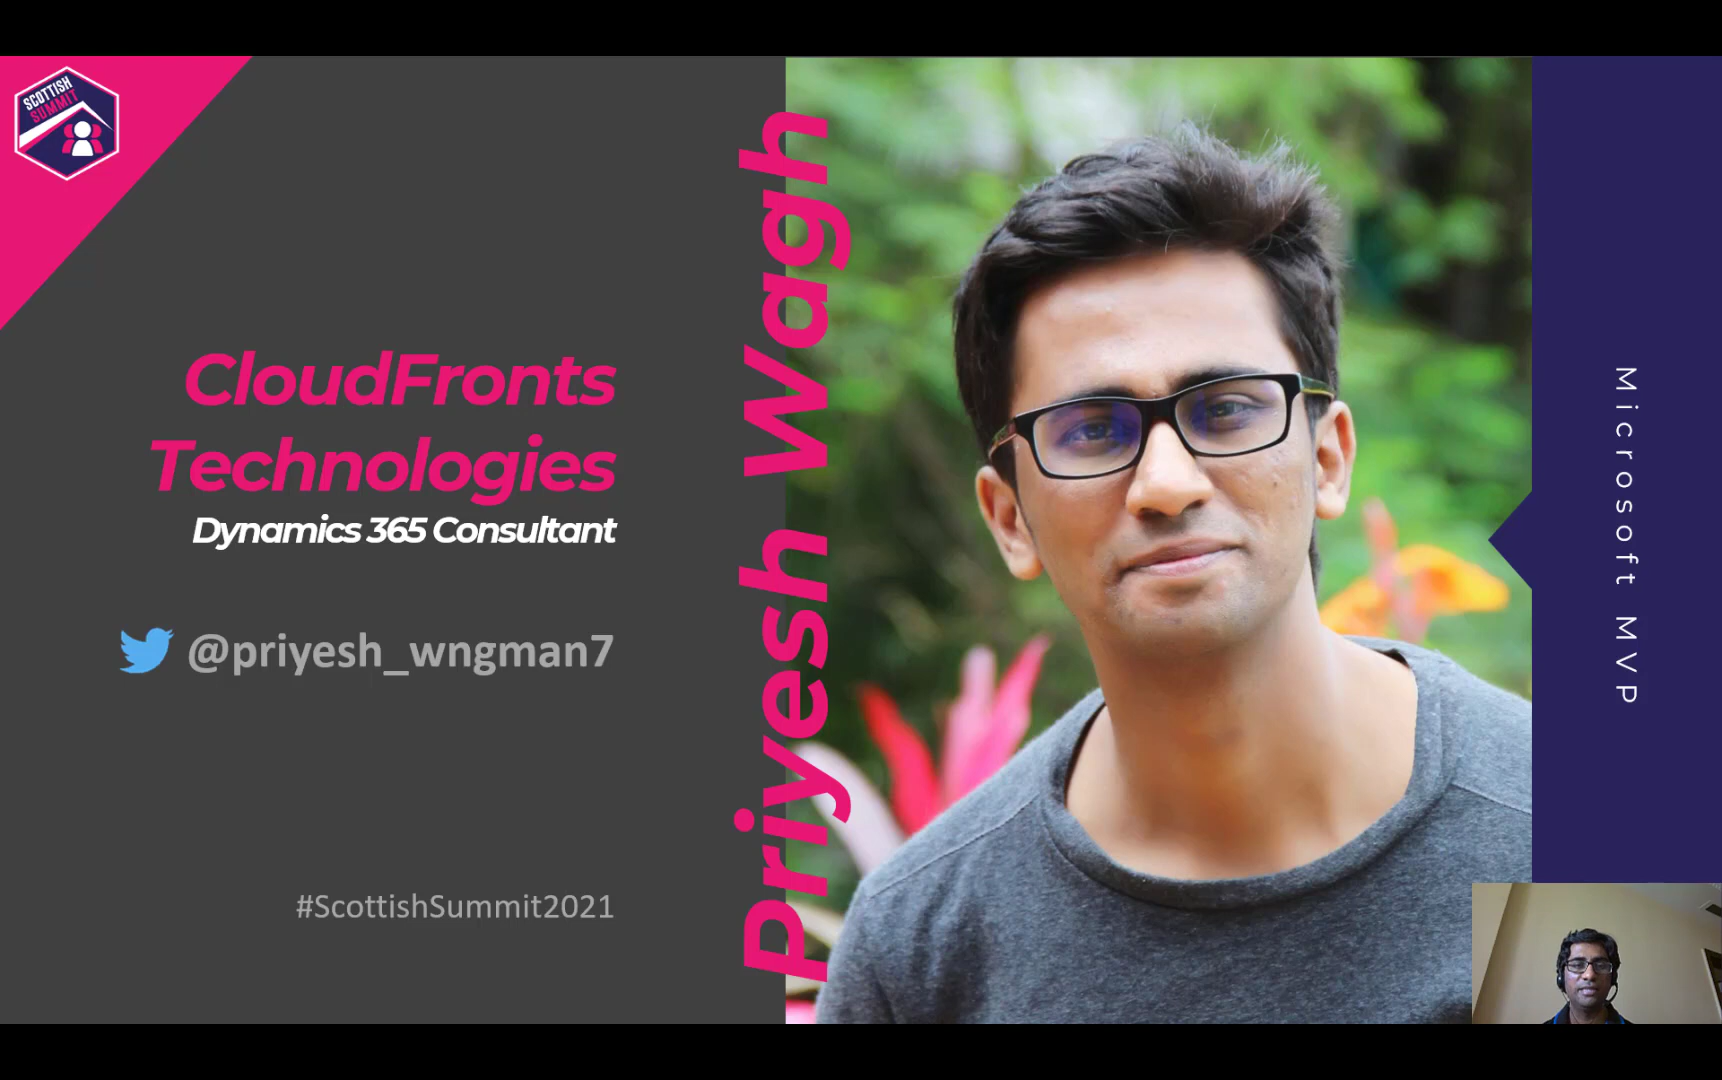 SCOTTISH
SUMMIT
CloudFronts
Technologies
Dynamics 365 Consultant
@priyesh_wngman7
#ScottishSummit2021
Priyesh Wagh
Microsoft MVP